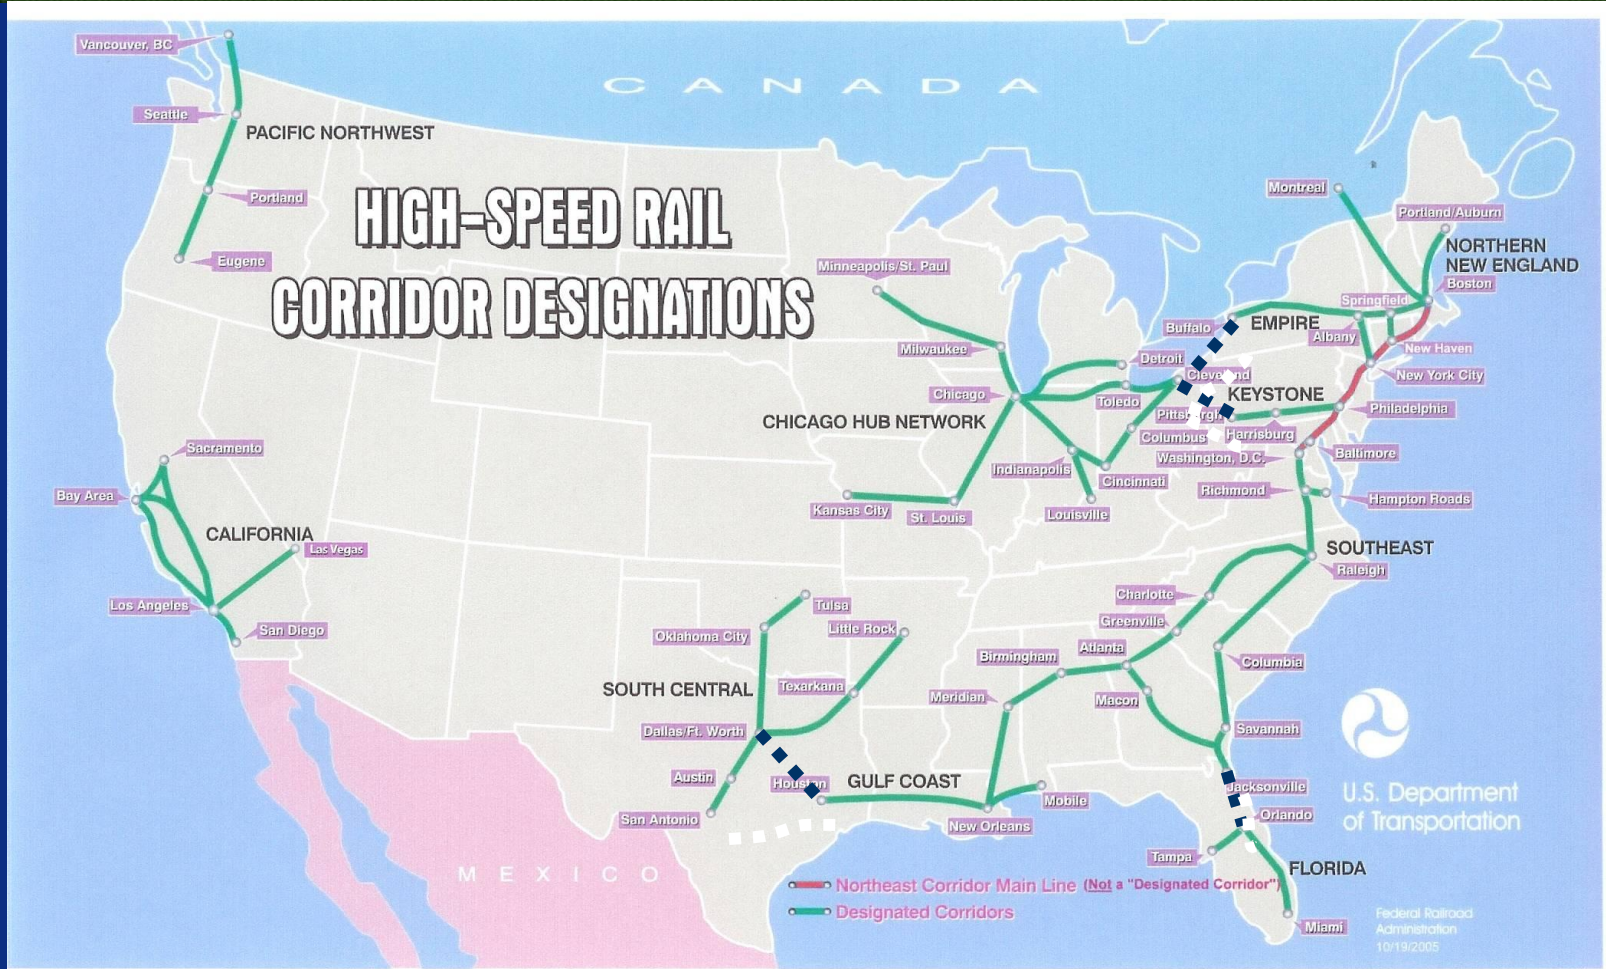 Vancouver, BC
CANADA
Seattle
PACIFIC NORTHWEST
Portland
Eugene
HIGH-SPEED RAIL
CORRIDOR DESIGNATIONS
Minneapolis/St. Paul
Milwaukee
Chicago
CHICAGO HUB NETWORK
Detroit
Toledo
Cleveland
Pittsburgh
Columbus
Indianapolis
Cincinnati
Louisville
Kansas City
St. Louis
Montreal
Portland/Auburn
NORTHERN
NEW ENGLAND
Boston
Springfield
Buffalo
EMPIRE
Albany
New Haven
New York City
KEYSTONE
Philadelphia
Harrisburg
Washington, D.C.
Baltimore
Richmond
Hampton Roads
SOUTHEAST
Raleigh
Charlotte
Greenville
Atlanta
Birmingham
Columbia
Macon
Meridian
Savannah
Jacksonville
Orlando
Tampa
FLORIDA
Miami
Sacramento
Bay Area
CALIFORNIA
Las Vegas
Los Angeles
San Diego
Tulsa
Oklahoma City
Little Rock
SOUTH CENTRAL
Texarkana
Dallas/Ft. Worth
Austin
Houston
GULF COAST
San Antonio
New Orleans
Mobile
MEXICO
U.S. Department
of Transportation
Northeast Corridor Main Line (Not a "Designated Corridor")
Designated Corridors
Federal Railroad
Administration
10/19/2005